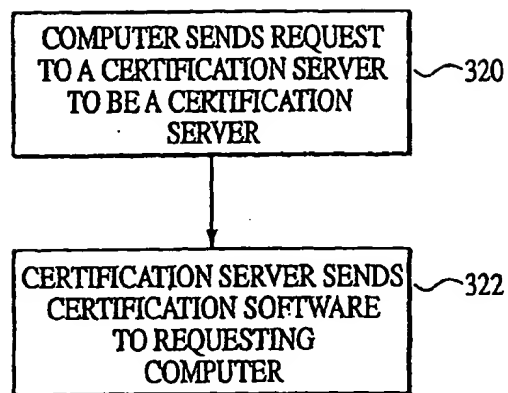 COMPUTER SENDS REQUEST
TO A CERTIFICATION SERVER
TO BE A CERTIFICATION
SERVER
320
CERTIFICATION SERVER SENDS
CERTIFICATION SOFTWARE
TO REQUESTING
COMPUTER
322